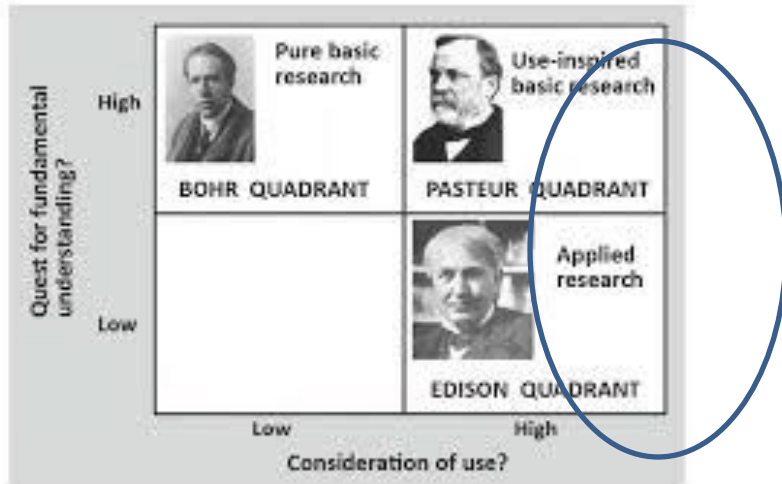 Quest for fundamental
understanding?
High
Low
Pure basic
research
BOHR QUADRANT
Use-inspired
basic research
PASTEUR QUADRANT
Applied
research
EDISON QUADRANT
Low
High
Consideration of use?